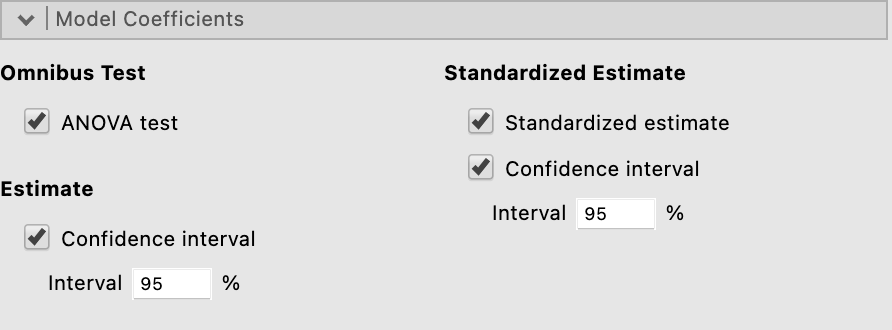 Model Coefficients
Omnibus Test
ANOVA test
Estimate
Confidence interval
Interval 95 %
Standardized Estimate
Standardized estimate
Confidence interval
Interval 95 %